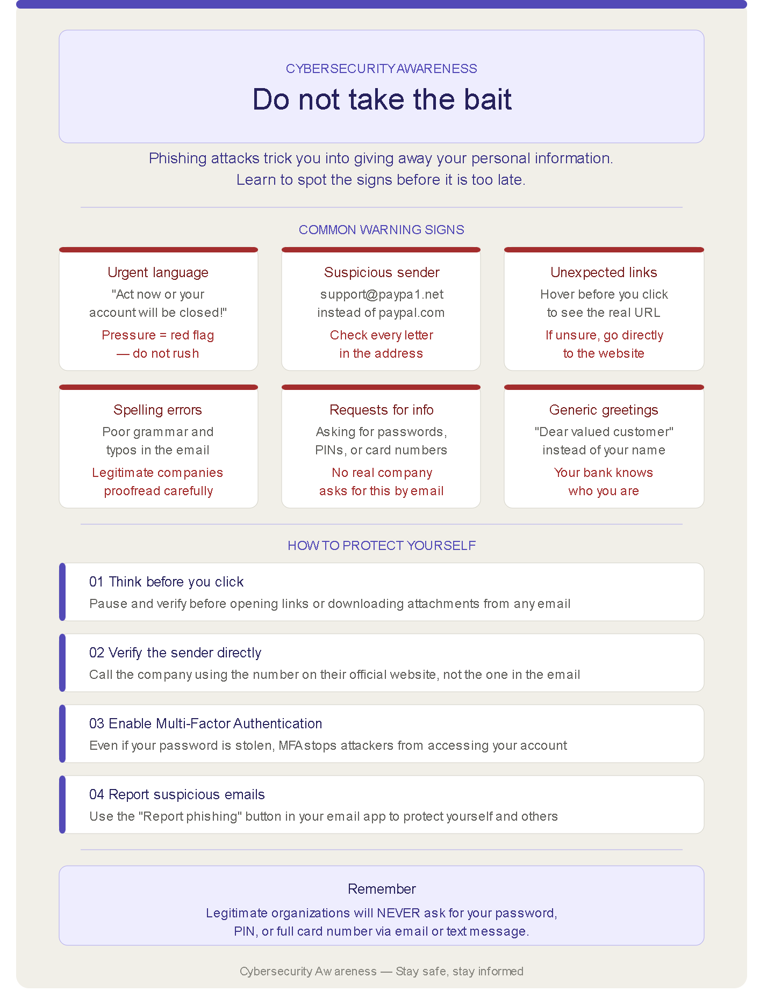 CYBERSECURITY AWARENESS
Do not take the bait
Phishing attacks trick you into giving away your personal information.
Learn to spot the signs before it is too late.
COMMON WARNING SIGNS
Urgent language
"Act now or your
account will be closed!"
Pressure = red flag
— do not rush
Suspicious sender
support@paypa1.net
instead of paypal.com
Check every letter
in the address
Unexpected links
Hover before you click
to see the real URL
If unsure, go directly
to the website
Spelling errors
Poor grammar and
typos in the email
Legitimate companies
proofread carefully
Requests for info
Asking for passwords,
PINs, or card numbers
No real company
asks for this by email
Generic greetings
"Dear valued customer"
instead of your name
Your bank knows
who you are
HOW TO PROTECT YOURSELF
01 Think before you click
Pause and verify before opening links or downloading attachments from any email
02 Verify the sender directly
Call the company using the number on their official website, not the one in the email
03 Enable Multi-Factor Authentication
Even if your password is stolen, MFA stops attackers from accessing your account
04 Report suspicious emails
Use the "Report phishing" button in your email app to protect yourself and others
Remember
Legitimate organizations will NEVER ask for your password,
PIN, or full card number via email or text message.
Cybersecurity Awareness — Stay safe, stay informed